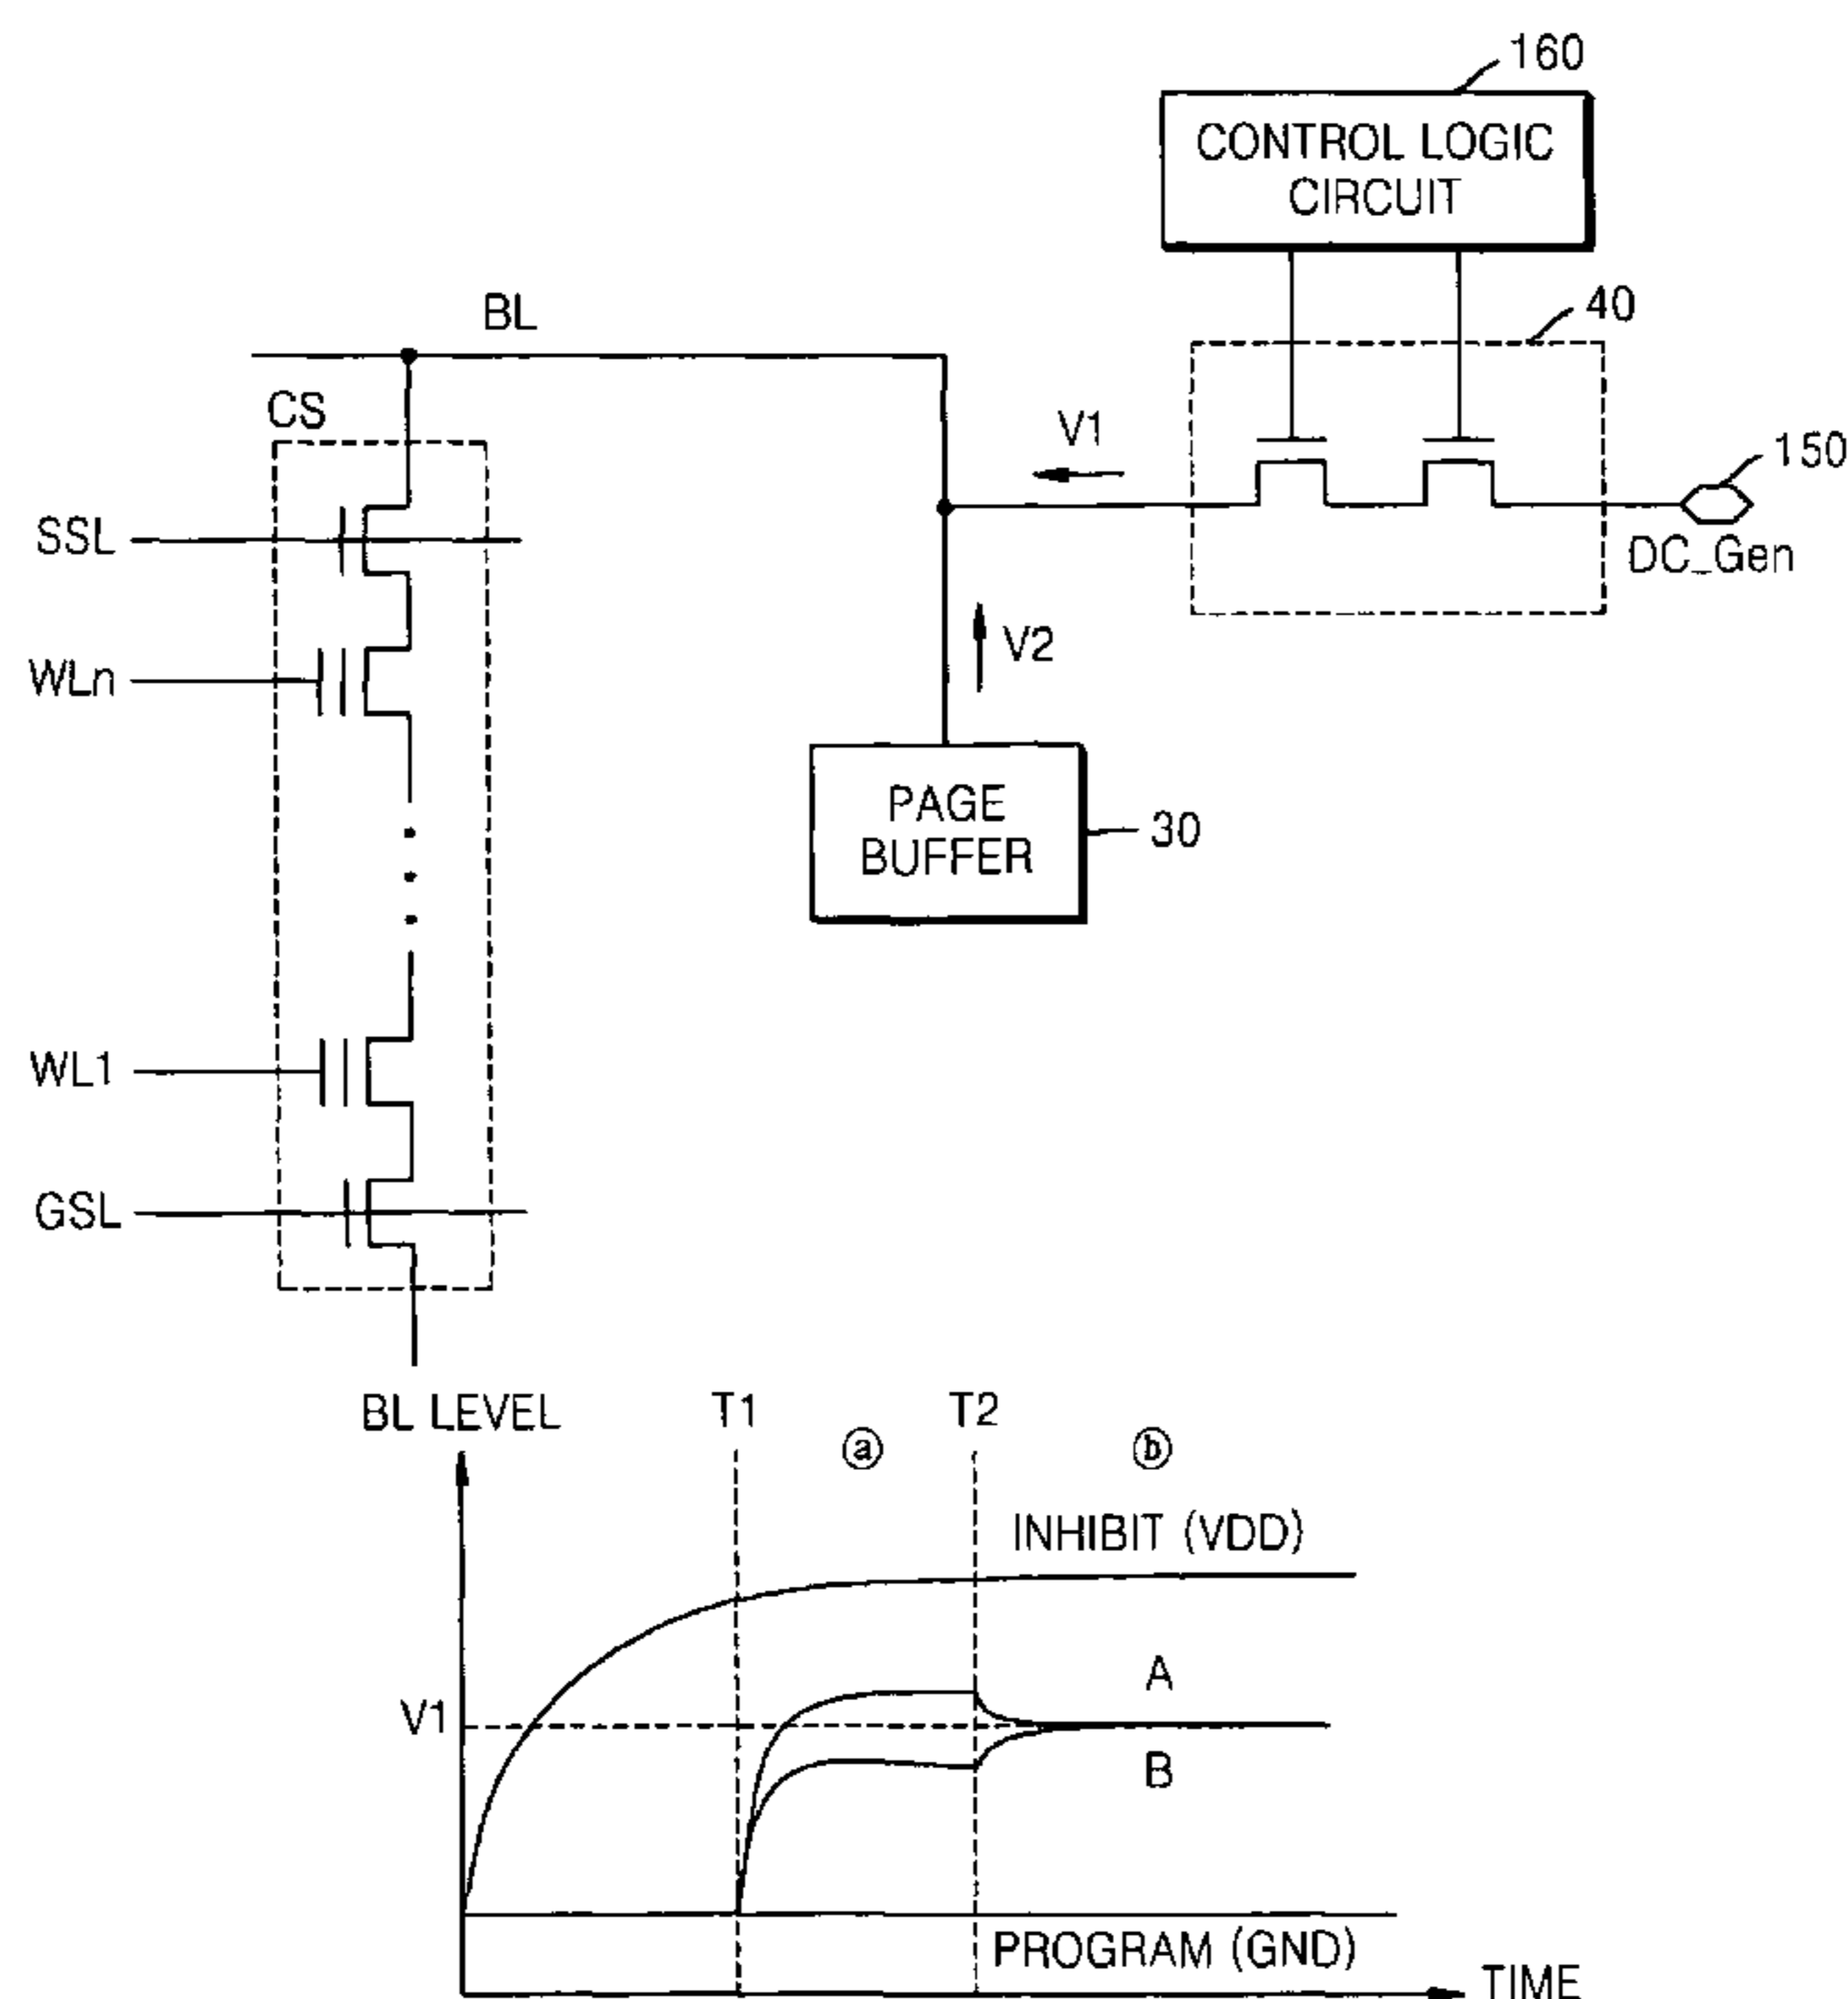 160
CONTROL LOGIC
CIRCUIT
40
BL
CS
V1
150
SSL
DC_Gen
V2
WLn
PAGE
BUFFER
30
WL1
GSL
BL LEVEL
T1
T2
ⓐ
ⓑ
INHIBIT (VDD)
A
V1
B
PROGRAM (GND)
TIME